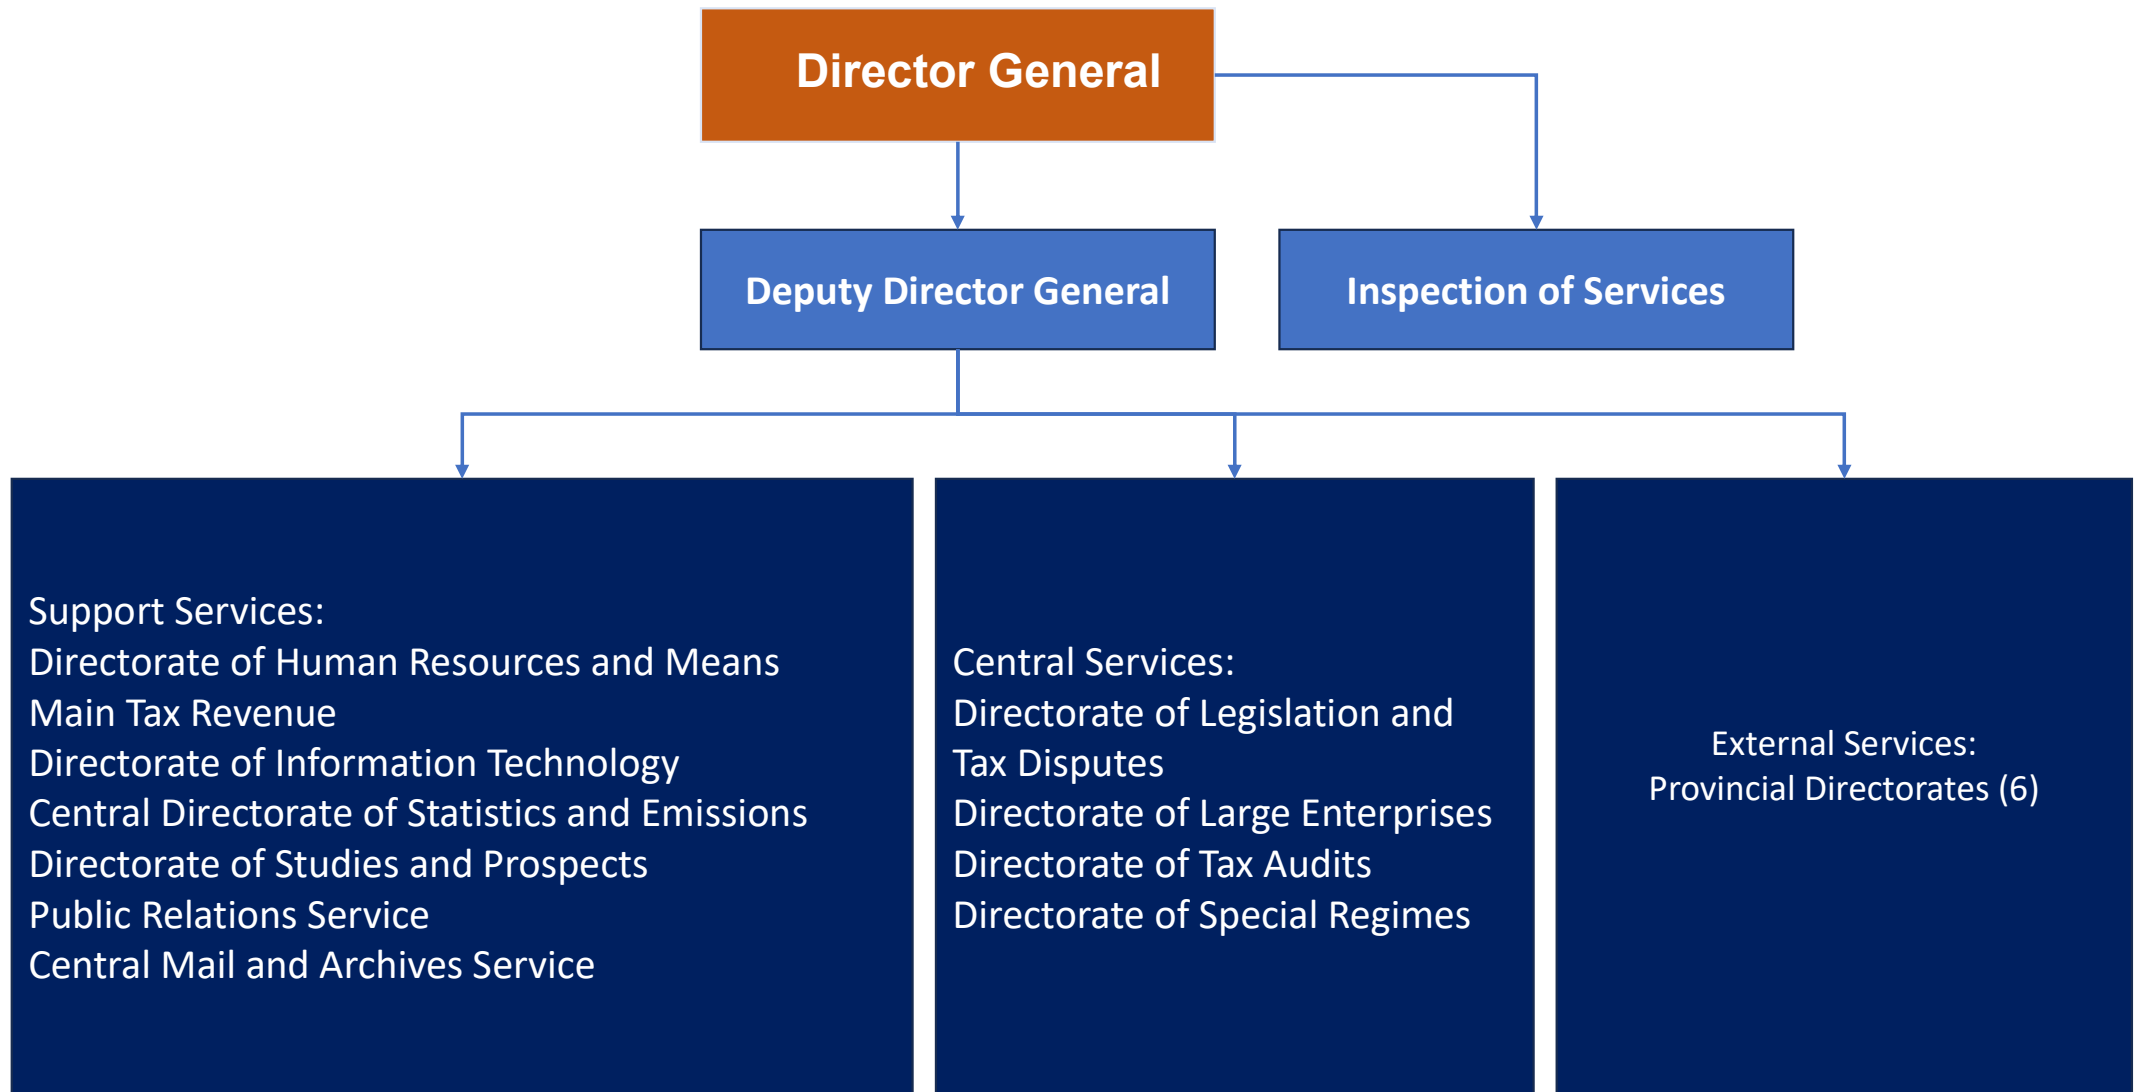 Director General
Deputy Director General
Inspection of Services
Support Services:
Directorate of Human Resources and Means
Main Tax Revenue
Directorate of Information Technology
Central Directorate of Statistics and Emissions
Directorate of Studies and Prospects
Public Relations Service
Central Mail and Archives Service
Central Services:
Directorate of Legislation and
Tax Disputes
Directorate of Large Enterprises
Directorate of Tax Audits
Directorate of Special Regimes
External Services:
Provincial Directorates (6)